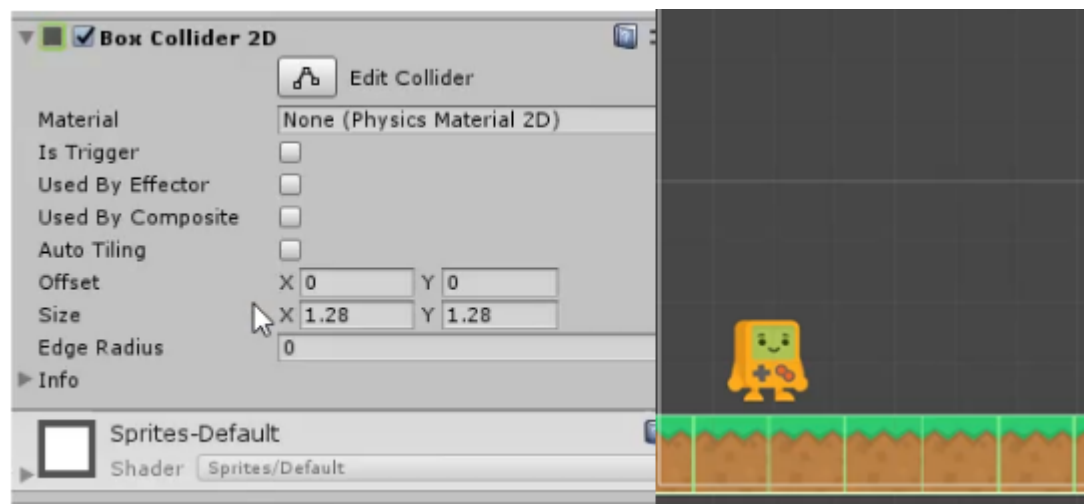 Box Collider 2D
Edit Collider
Material None (Physics Material 2D)
Is Trigger
Used By Effector
Used By Composite
Auto Tiling
Offset X 0 Y 0
Size X 1.28 Y 1.28
Edge Radius 0
Info
Sprites-Default
Shader Sprites/Default